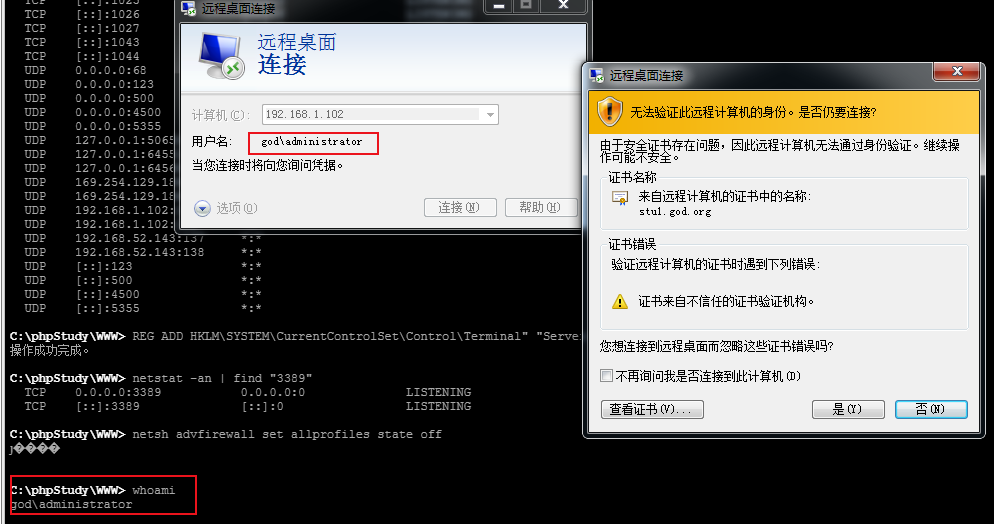 TCP [::]:1025
TCP [::]:1026
TCP [::]:1027
TCP [::]:1043
TCP [::]:1044
UDP 0.0.0.0:68
UDP 0.0.0.0:123
UDP 0.0.0.0:500
UDP 0.0.0.0:4500
UDP 0.0.0.0:5355
UDP 127.0.0.1:5065
UDP 127.0.0.1:6455
UDP 127.0.0.1:6456
UDP 169.254.129.18
UDP 169.254.129.18
UDP 192.168.1.102:
UDP 192.168.1.102:
UDP 192.168.52.143:137 *:*
UDP 192.168.52.143:138 *:*
UDP [::]:123 *:*
UDP [::]:500 *:*
UDP [::]:4500 *:*
UDP [::]:5355 *:*
C:\phpStudy\WWW> REG ADD HKLM\SYSTEM\CurrentControlSet\Control\Terminal" "Serve
操作成功完成。
C:\phpStudy\WWW> netstat -an | find "3389"
TCP 0.0.0.0:3389 0.0.0.0:0 LISTENING
TCP [::]:3389 [::]:0 LISTENING
C:\phpStudy\WWW> netsh advfirewall set allprofiles state off
C:\phpStudy\WWW> whoami
god\administrator
远程桌面连接
远程桌面
连接
计算机(C):
192.168.1.102
用户名:
god\administrator
当您连接时将向您询问凭据。
选项(O)
连接(N)
帮助(H)
远程桌面连接
无法验证此远程计算机的身份。是否仍要连接?
由于安全证书存在问题，因此远程计算机无法通过身份验证。继续操
作可能不安全。
证书名称
来自远程计算机的证书中的名称:
stu1.god.org
证书错误
验证远程计算机的证书时遇到下列错误:
证书来自不信任的证书验证机构。
您想连接到远程桌面而忽略这些证书错误吗?
不再询问我是否连接到此计算机(D)
查看证书(V)...
是(Y)
否(N)